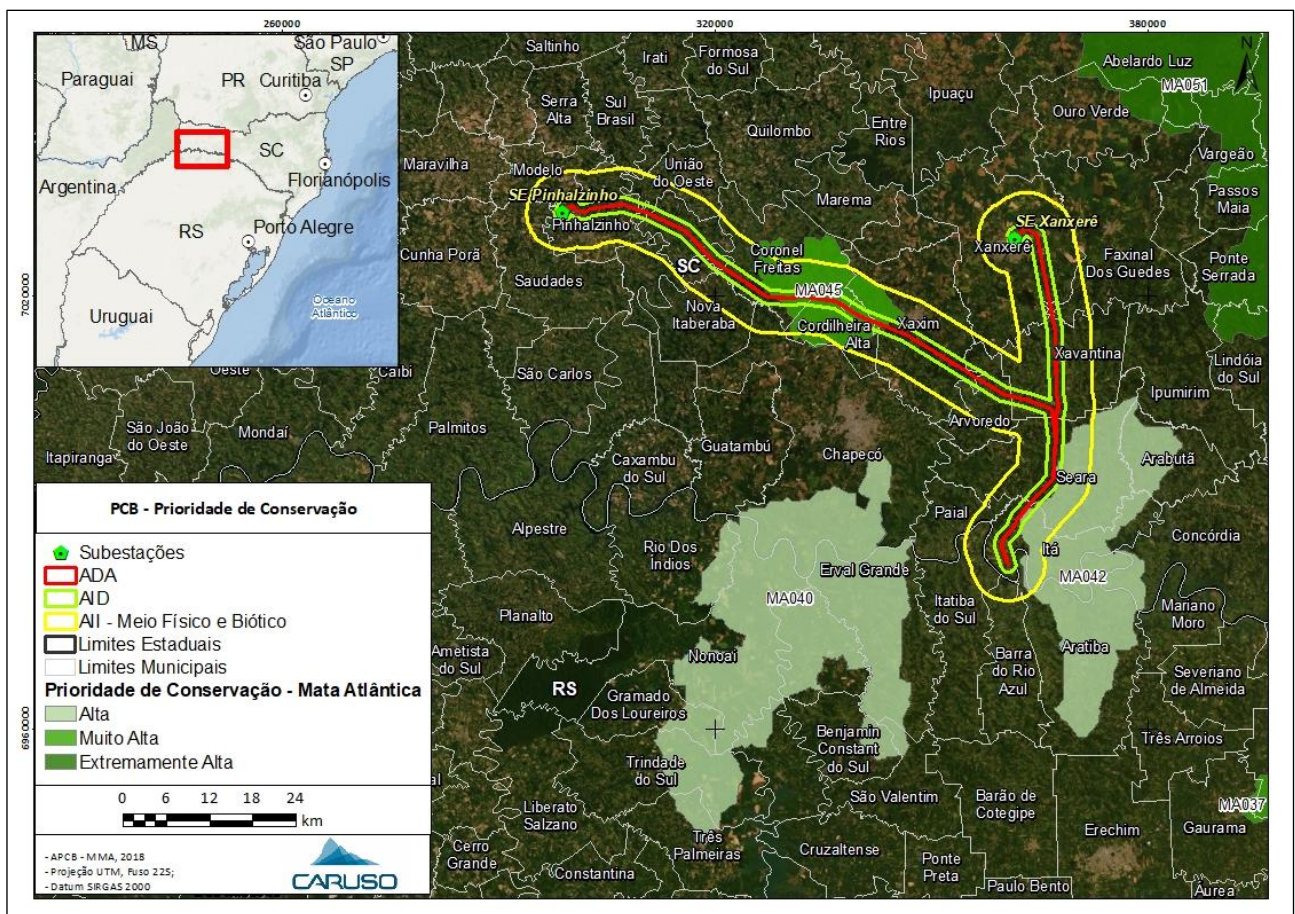 260000
320000
380000
7020000
6960000
MS
São Paulo
SP
Paraguai
PR
Curitiba
SC
Florianópolis
Argentina
RS
Porto Alegre
Uruguai
Oceano
Atlântico
N
Saltinho
Irati
Formosa
do Sul
Abelardo Luz
MA051
Ipuaçu
Ouro Verde
Serra
Alta
Sul
Brasil
Quilombo
Entre
Rios
Vargeão
Maravilha
Modelo
União
do Oeste
Marema
Passos
Maia
SE Pinhalzinho
Pinhalzinho
SE Xanxerê
Xanxerê
Cunha Porã
Saudades
SC
Coronel
Freitas
MA045
Faxinal
Dos Guedes
Ponte
Serrada
Nova
Itaberaba
Cordilheira
Alta
Xaxim
Xavantina
Lindóia
do Sul
Oeste
Caibi
São Carlos
Ipumirim
São João
do Oeste
Mondaí
Palmitos
Arvoredo
Itapiranga
Guatambú
Chapecó
Arabutã
Caxambu
do Sul
Seara
Alpestre
Paial
Concórdia
Rio Dos
Índios
Erval Grande
Itá
MA042
MA040
Planalto
Itatiba
do Sul
Mariano
Moro
Ametista
do Sul
Nonoai
Barra
do Rio
Azul
Aratiba
Severiano
de Almeida
RS
Gramado
Dos Loureiros
Benjamin
Constant
do Sul
Três Arroios
Trindade
do Sul
São Valentim
Barão de
Cotegipe
MA037
Liberato
Salzano
Erechim
Gaurama
Cerro
Grande
Três
Palmeiras
Cruzaltense
Ponte
Preta
Constantina
Paulo Bento
Áurea
PCB - Prioridade de Conservação
Subestações
ADA
AID
AII - Meio Físico e Biótico
Limites Estaduais
Limites Municipais
Prioridade de Conservação - Mata Atlântica
Alta
Muito Alta
Extremamente Alta
0 6 12 18 24
km
- APCB - MMA, 2018
- Projeção UTM, Fuso 22S;
- Datum SIRGAS 2000
CARUSO